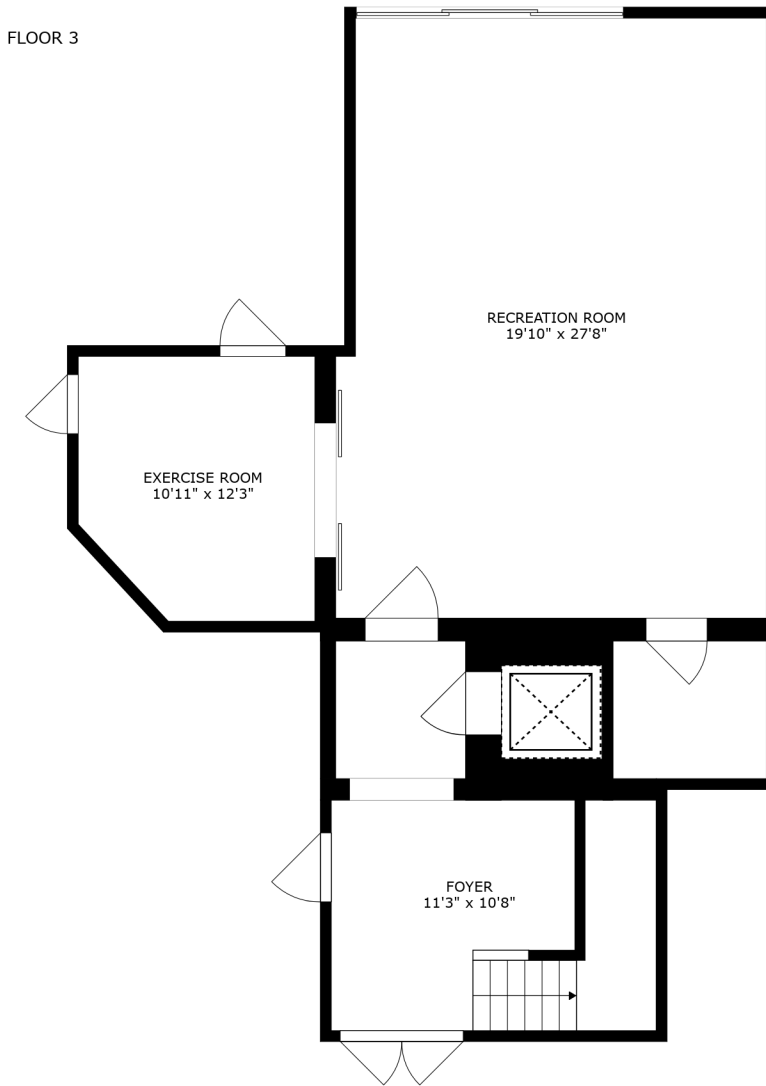 FLOOR 3
RECREATION ROOM
19'10" x 27'8"
EXERCISE ROOM
10'11" x 12'3"
FOYER
11'3" x 10'8"